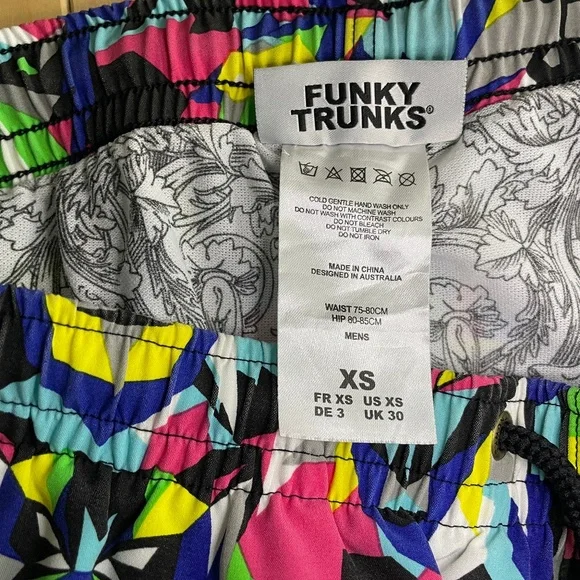 FUNKY
TRUNKS®
COLD GENTLE HAND WASH ONLY
DO NOT MACHINE WASH
DO NOT WASH WITH CONTRAST COLOURS
DO NOT BLEACH
DO NOT TUMBLE DRY
DO NOT IRON
MADE IN CHINA
DESIGNED IN AUSTRALIA
WAIST 75-80CM
HIP 80-85CM
MENS
XS
FR XS US XS
DE 3 UK 30